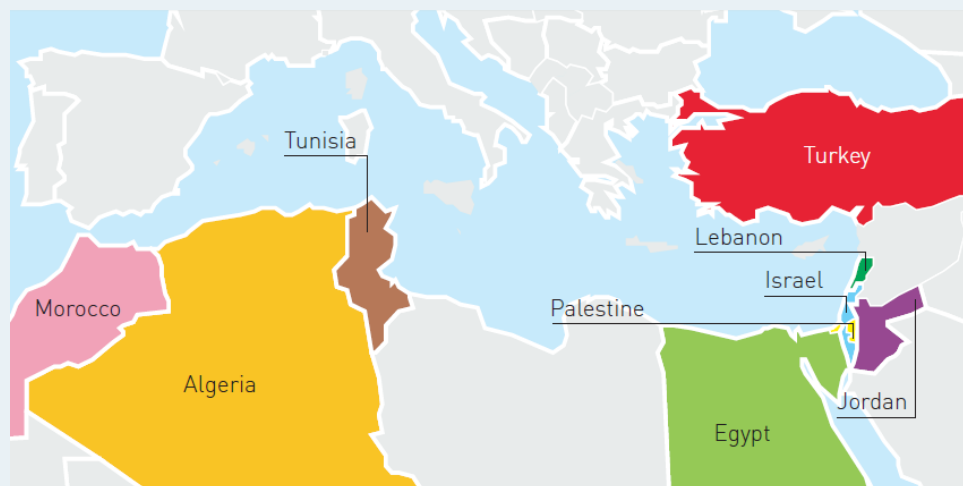 Tunisia
Turkey
Lebanon
Israel
Morocco
Palestine
Algeria
Jordan
Egypt